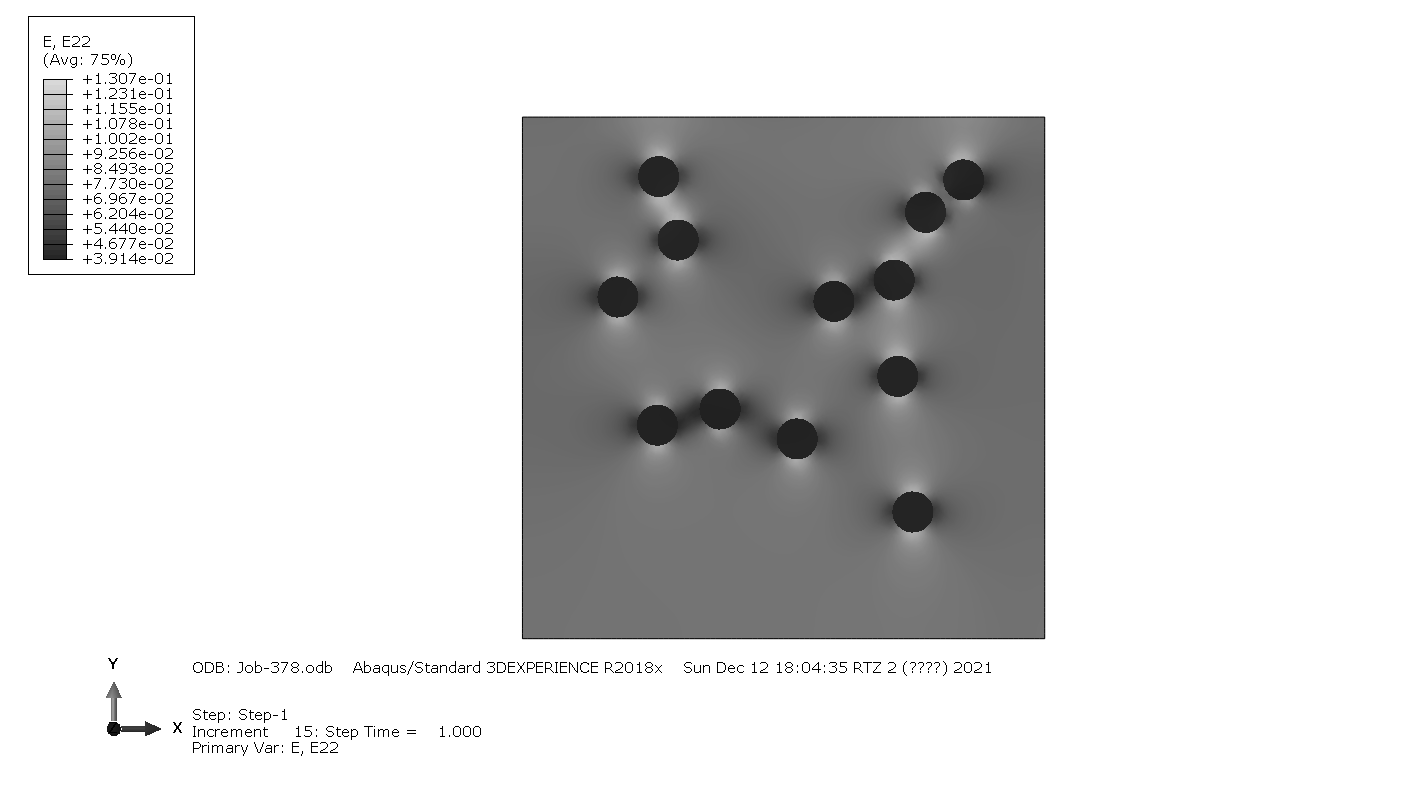 E, E22
(Avg: 75%)
+1.307e-01
+1.231e-01
+1.155e-01
+1.078e-01
+1.002e-01
+9.256e-02
+8.493e-02
+7.730e-02
+6.967e-02
+6.204e-02
+5.440e-02
+4.677e-02
+3.914e-02
Y
X
ODB: Job-378.odb Abaqus/Standard 3DEXPERIENCE R2018x Sun Dec 12 18:04:35 RTZ 2 (????) 2021
Step: Step-1
Increment 15: Step Time = 1.000
Primary Var: E, E22